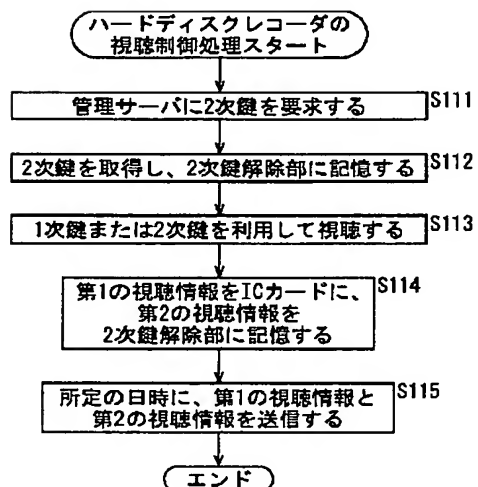 ハードディスクレコーダの
視聴制御処理スタート
管理サーバに2次鍵を要求する
S111
2次鍵を取得し、2次鍵解除部に記憶する
S112
1次鍵または2次鍵を利用して視聴する
S113
第1の視聴情報をICカードに、
第2の視聴情報を
2次鍵解除部に記憶する
S114
所定の日時に、第1の視聴情報と
第2の視聴情報を送信する
S115
エンド